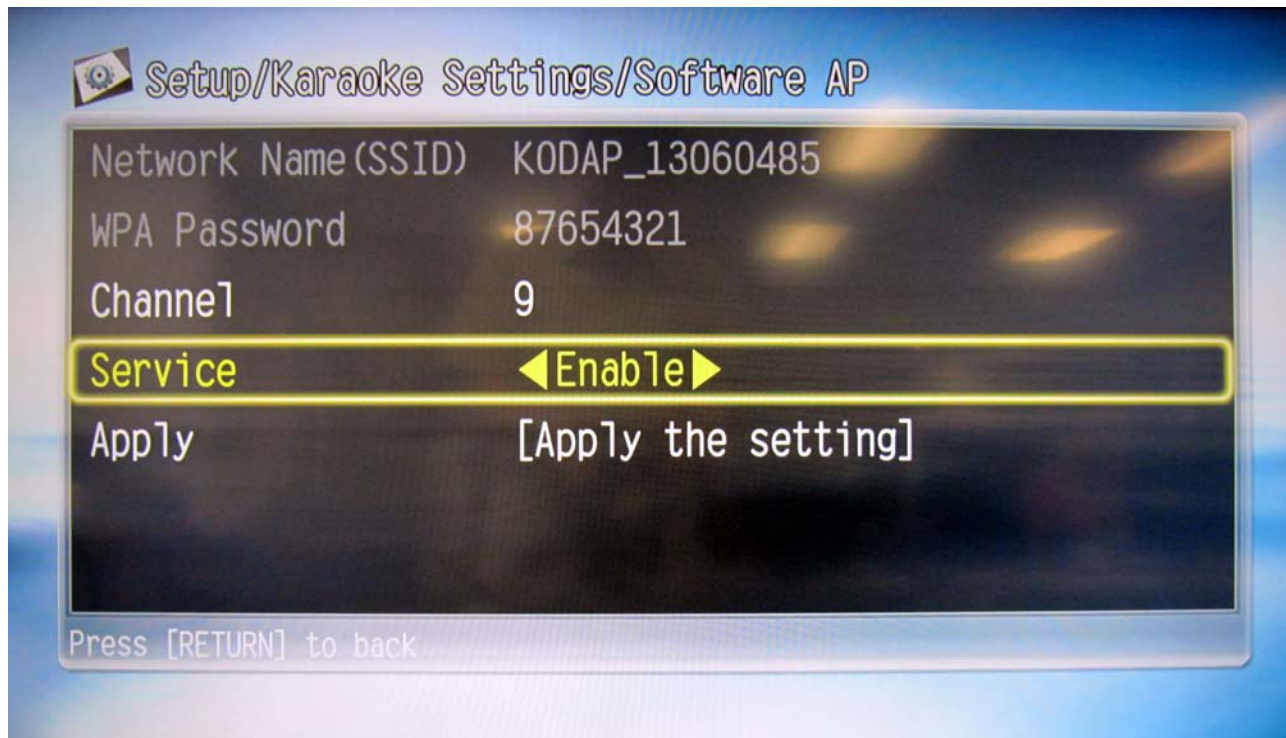 Setup/Karaoke Settings/Software AP
Network Name(SSID) KODAP_13060485
WPA Password 87654321
Channel 9
Service ◀Enable▶
Apply [Apply the setting]
Press [RETURN] to back